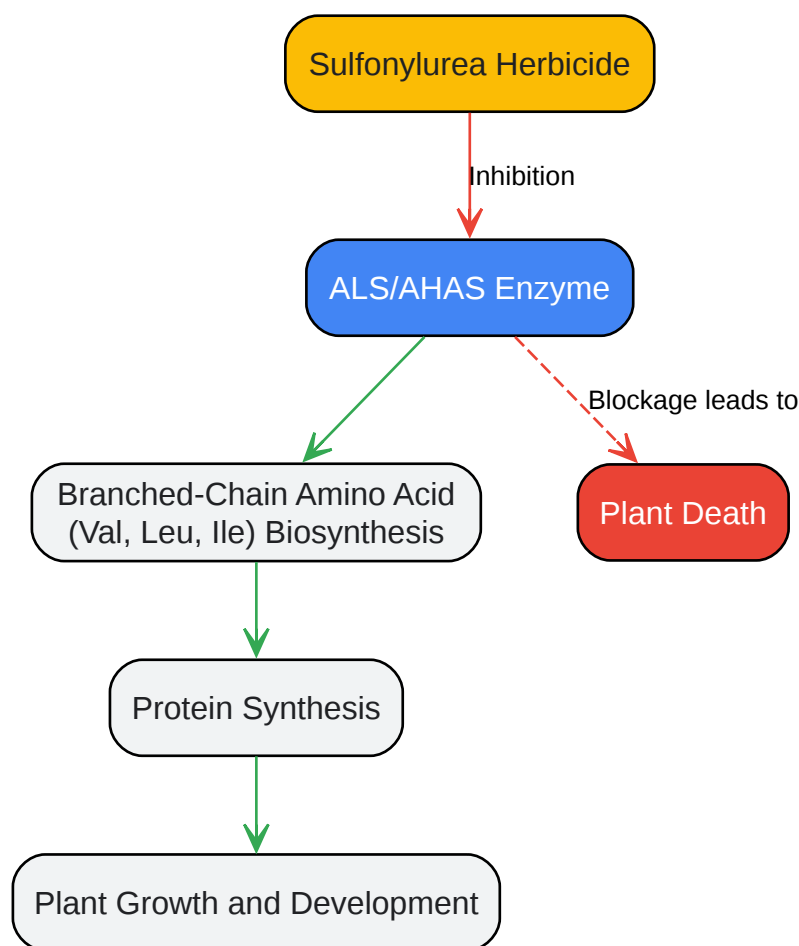 Sulfonylurea Herbicide
Inhibition
ALS/AHAS Enzyme
Blockage leads to
Branched-Chain Amino Acid
(Val, Leu, Ile) Biosynthesis
Plant Death
Protein Synthesis
Plant Growth and Development